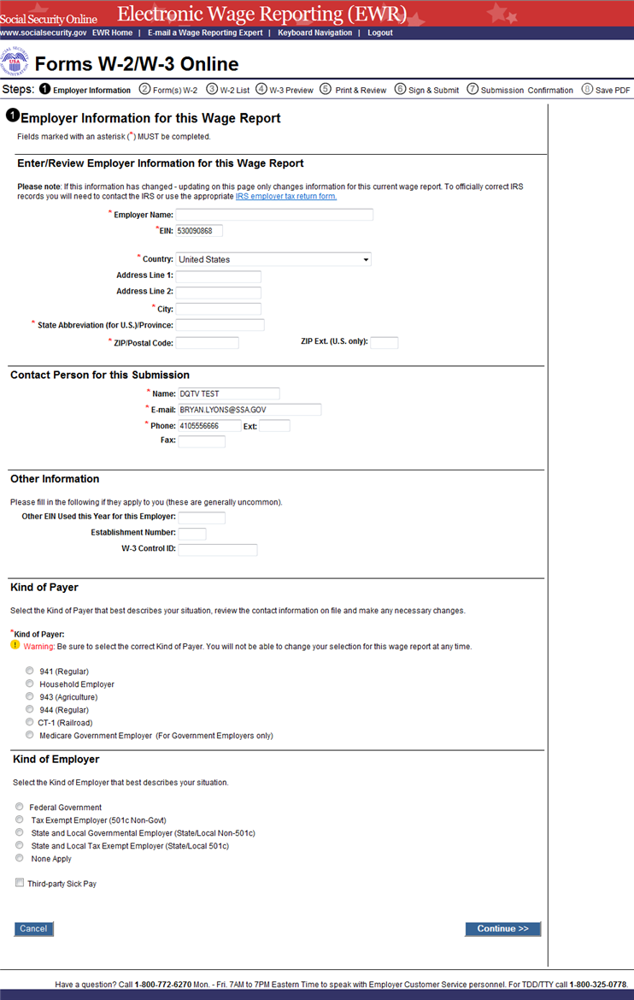 Social Security Online Electronic Wage Reporting (EWR)
www.socialsecurity.gov EWR Home | E-mail a Wage Reporting Expert | Keyboard Navigation | Logout
SOCIAL SECURITY ADMINISTRATION USA
Forms W-2/W-3 Online
Steps: 1 Employer Information 2 Form(s) W-2 3 W-2 List 4 W-3 Preview 5 Print & Review 6 Sign & Submit 7 Submission Confirmation 8 Save PDF
1 Employer Information for this Wage Report
Fields marked with an asterisk (*) MUST be completed.
Enter/Review Employer Information for this Wage Report
Please note: If this information has changed - updating on this page only changes information for this current wage report. To officially correct IRS
records you will need to contact the IRS or use the appropriate IRS employer tax return form.
* Employer Name:
*EIN: 530090868
* Country: United States
Address Line 1:
Address Line 2:
* City:
* State Abbreviation (for U.S.)/Province:
* ZIP/Postal Code: ZIP Ext. (U.S. only):
Contact Person for this Submission
* Name: DQTV TEST
* E-mail: BRYAN.LYONS@SSA.GOV
* Phone: 4105556666 Ext:
Fax:
Other Information
Please fill in the following if they apply to you (these are generally uncommon).
Other EIN Used this Year for this Employer:
Establishment Number:
W-3 Control ID:
Kind of Payer
Select the Kind of Payer that best describes your situation, review the contact information on file and make any necessary changes.
*Kind of Payer:
! Warning: Be sure to select the correct Kind of Payer. You will not be able to change your selection for this wage report at any time.
941 (Regular)
Household Employer
943 (Agriculture)
944 (Regular)
CT-1 (Railroad)
Medicare Government Employer (For Government Employers only)
Kind of Employer
Select the Kind of Employer that best describes your situation.
Federal Government
Tax Exempt Employer (501c Non-Govt)
State and Local Governmental Employer (State/Local Non-501c)
State and Local Tax Exempt Employer (State/Local 501c)
None Apply
Third-party Sick Pay
Cancel Continue >>
Have a question? Call 1-800-772-6270 Mon. - Fri. 7AM to 7PM Eastern Time to speak with Employer Customer Service personnel. For TDD/TTY call 1-800-325-0778.